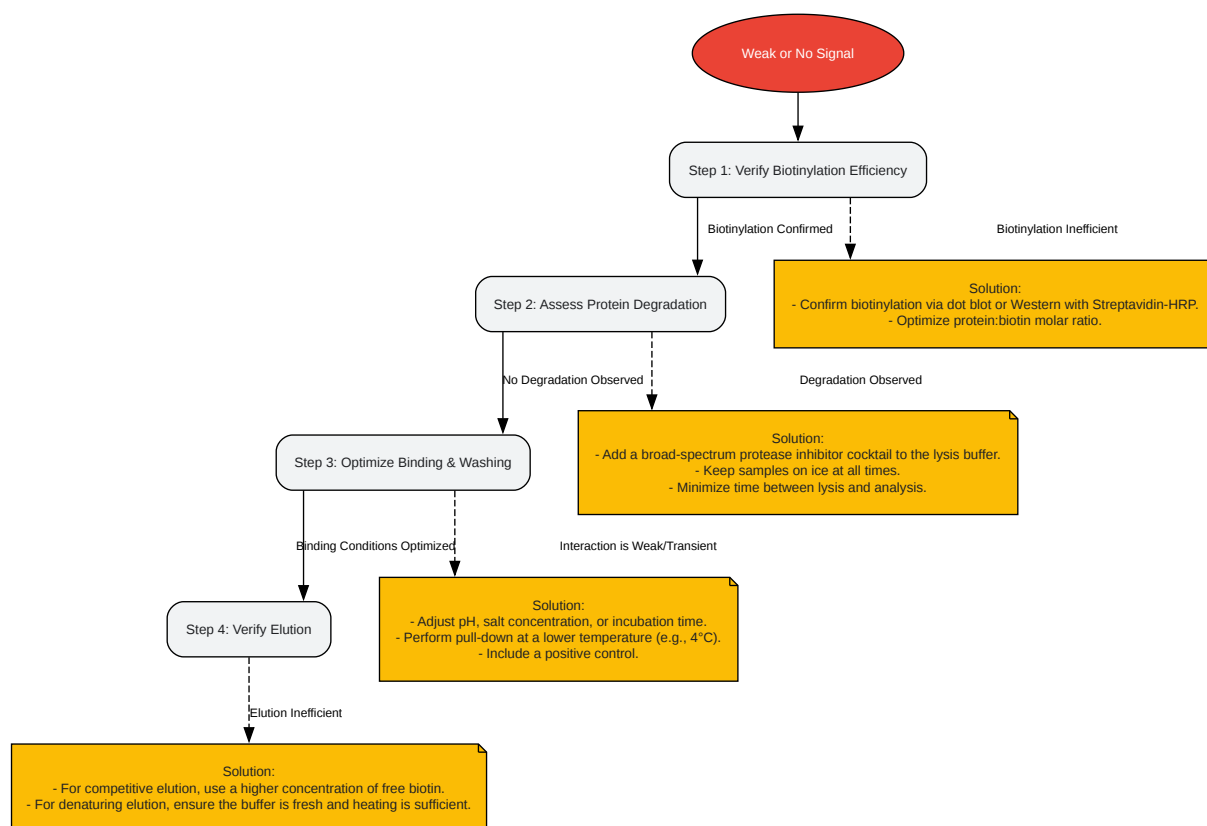 Weak or No Signal
Step 1: Verify Biotinylation Efficiency
Biotinylation Confirmed
Biotinylation Inefficient
Solution:
- Confirm biotinylation via dot blot or Western with Streptavidin-HRP.
- Optimize protein:biotin molar ratio.
Step 2: Assess Protein Degradation
No Degradation Observed
Degradation Observed
Solution:
- Add a broad-spectrum protease inhibitor cocktail to the lysis buffer.
- Keep samples on ice at all times.
- Minimize time between lysis and analysis.
Step 3: Optimize Binding & Washing
Binding Conditions Optimized
Interaction is Weak/Transient
Solution:
- Adjust pH, salt concentration, or incubation time.
- Perform pull-down at a lower temperature (e.g., 4°C).
- Include a positive control.
Step 4: Verify Elution
Elution Inefficient
Solution:
- For competitive elution, use a higher concentration of free biotin.
- For denaturing elution, ensure the buffer is fresh and heating is sufficient.